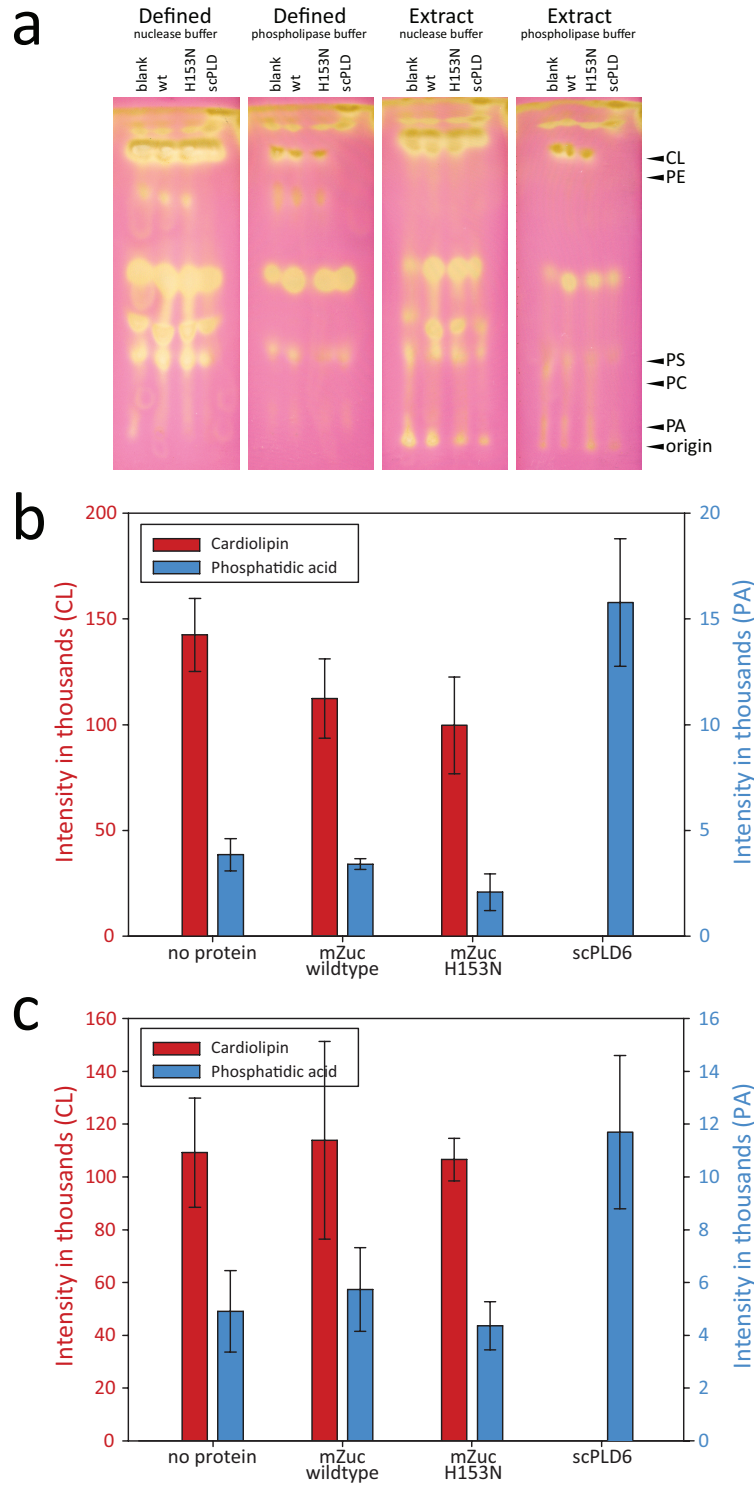 a
Defined
nuclease buffer
blank
wt
H153N
scPLD
Defined
phospholipase buffer
blank
wt
H153N
scPLD
Extract
nuclease buffer
blank
wt
H153N
scPLD
Extract
phospholipase buffer
blank
wt
H153N
scPLD
CL
PE
PS
PC
PA
origin
b
Intensity in thousands (CL)
200
150
100
50
0
Cardiolipin
Phosphatidic acid
20
15
10
5
0
Intensity in thousands (PA)
no protein
mZuc
wildtype
mZuc
H153N
scPLD6
c
Intensity in thousands (CL)
160
140
120
100
80
60
40
20
0
Cardiolipin
Phosphatidic acid
16
14
12
10
8
6
4
2
0
Intensity in thousands (PA)
no protein
mZuc
wildtype
mZuc
H153N
scPLD6